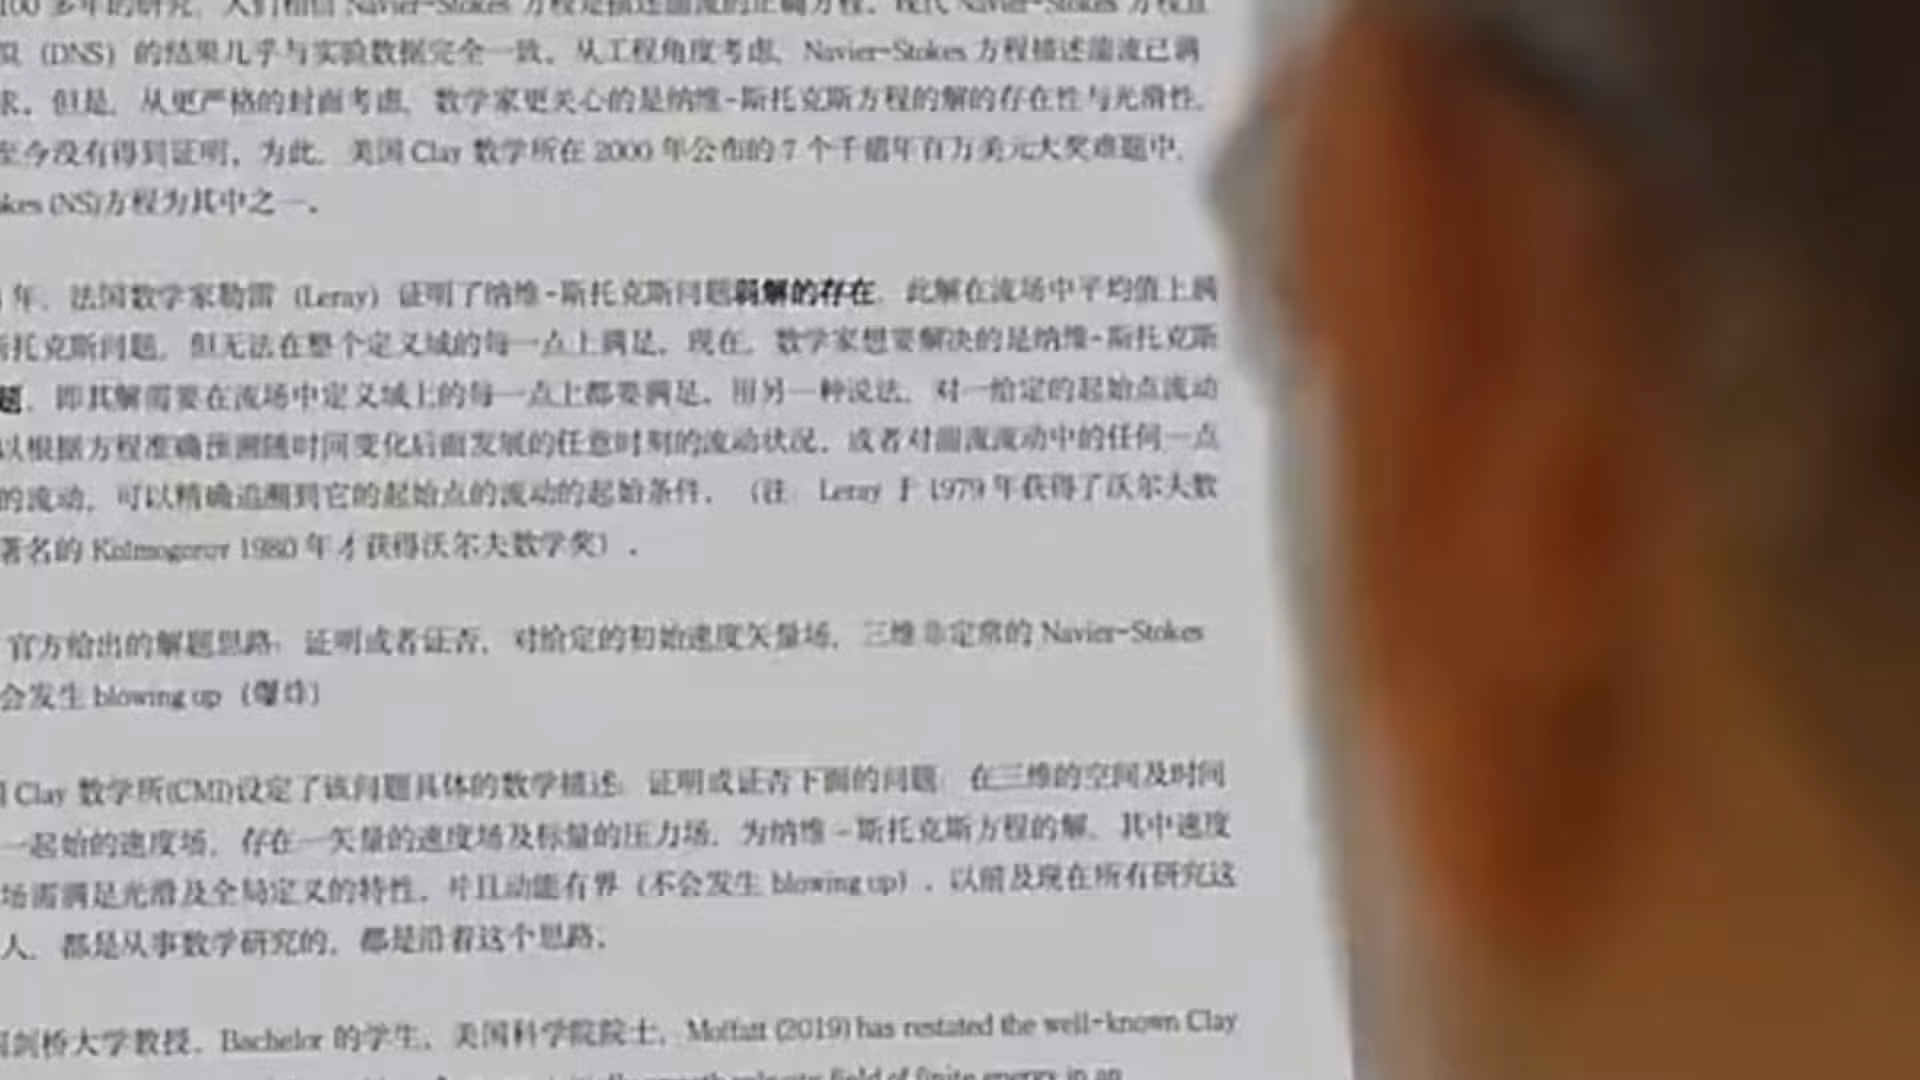 100 多年的研究，人们相信 Navier-Stokes 方程是描述湍流的正确方程。现代 Navier-Stokes 方程直
拟（DNS）的结果几乎与实验数据完全一致。从工程角度考虑，Navier-Stokes 方程描述湍流已满
求。但是，从更严格的封面考虑，数学家更关心的是纳维-斯托克斯方程的解的存在性与光滑性，
至今没有得到证明。为此，美国 Clay 数学所在 2000 年公布的 7 个千禧年百万美元大奖难题中，
kes (NS)方程为其中之一。
年，法国数学家勒雷（Leray）证明了纳维-斯托克斯问题弱解的存在，此解在流场中平均值上满
斯托克斯问题，但无法在整个定义域的每一点上满足。现在，数学家想要解决的是纳维-斯托克斯
题，即其解需要在流场中定义域上的每一点上都要满足。用另一种说法，对一给定的起始点流动
以根据方程准确预测随时间变化后面发展的任意时刻的流动状况，或者对湍流流动中的任何一点
的流动，可以精确追溯到它的起始点的流动的起始条件。（注：Leray 于 1979 年获得了沃尔夫数
著名的 Kolmogorov 1980 年才获得沃尔夫数学奖）。
官方给出的解题思路：证明或者证否，对给定的初始速度矢量场，三维非定常的 Navier-Stokes
会发生 blowing up（爆炸）
Clay 数学所(CMI)设定了该问题具体的数学描述：证明或证否下面的问题：在三维的空间及时间
一起始的速度场，存在一矢量的速度场及标量的压力场，为纳维－斯托克斯方程的解，其中速度
场需满足光滑及全局定义的特性，并且动能有界（不会发生 blowing up）。以前及现在所有研究这
人，都是从事数学研究的，都是沿着这个思路。
剑桥大学教授，Bachelor 的学生，美国科学院院士，Moffatt (2019) has restated the well-known Clay
field of finite energy in an